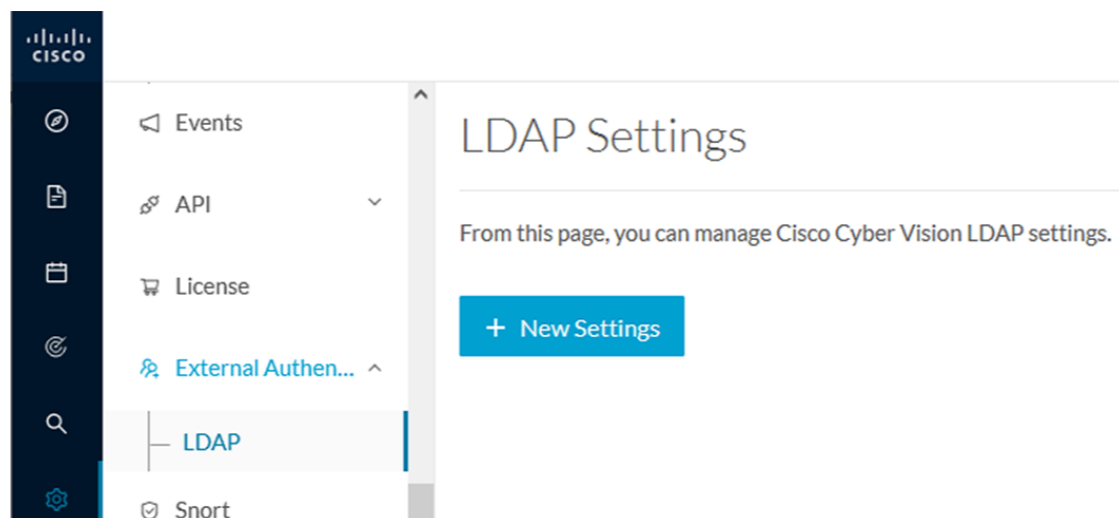 CISCO
Events
API
License
External Authen...
LDAP
Snort
LDAP Settings
From this page, you can manage Cisco Cyber Vision LDAP settings.
+ New Settings